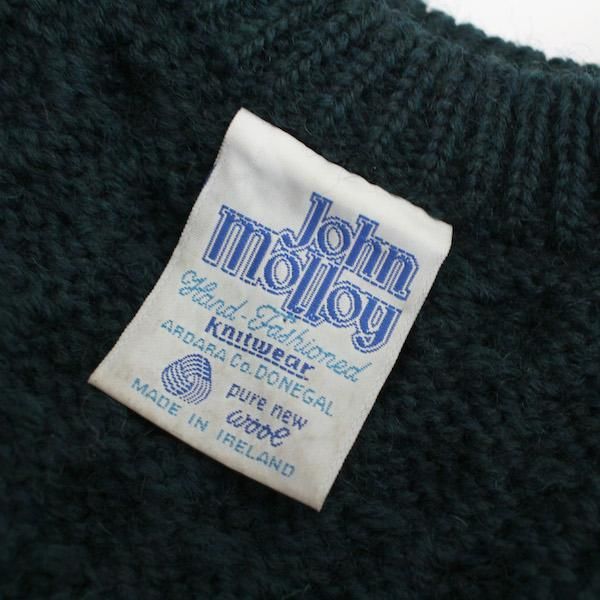 John
molloy
Hand-Fashioned
Knitwear
ARDARA Co. DONEGAL
pure new
wool
MADE IN IRELAND